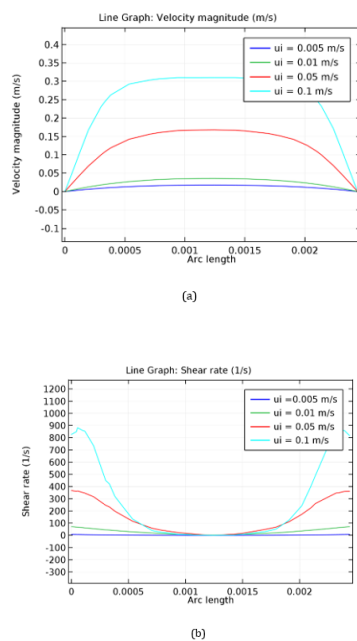 Line Graph: Velocity magnitude (m/s)
ui = 0.005 m/s
ui = 0.01 m/s
ui = 0.05 m/s
ui = 0.1 m/s
Velocity magnitude (m/s)
0.4
0.35
0.3
0.25
0.2
0.15
0.1
0.05
0
-0.05
-0.1
0 0.0005 0.001 0.0015 0.002
Arc length
(a)
Line Graph: Shear rate (1/s)
ui =0.005 m/s
ui = 0.01 m/s
ui = 0.05 m/s
ui = 0.1 m/s
Shear rate (1/s)
1200
1100
1000
900
800
700
600
500
400
300
200
100
0
-100
-200
-300
0 0.0005 0.001 0.0015 0.002
Arc length
(b)